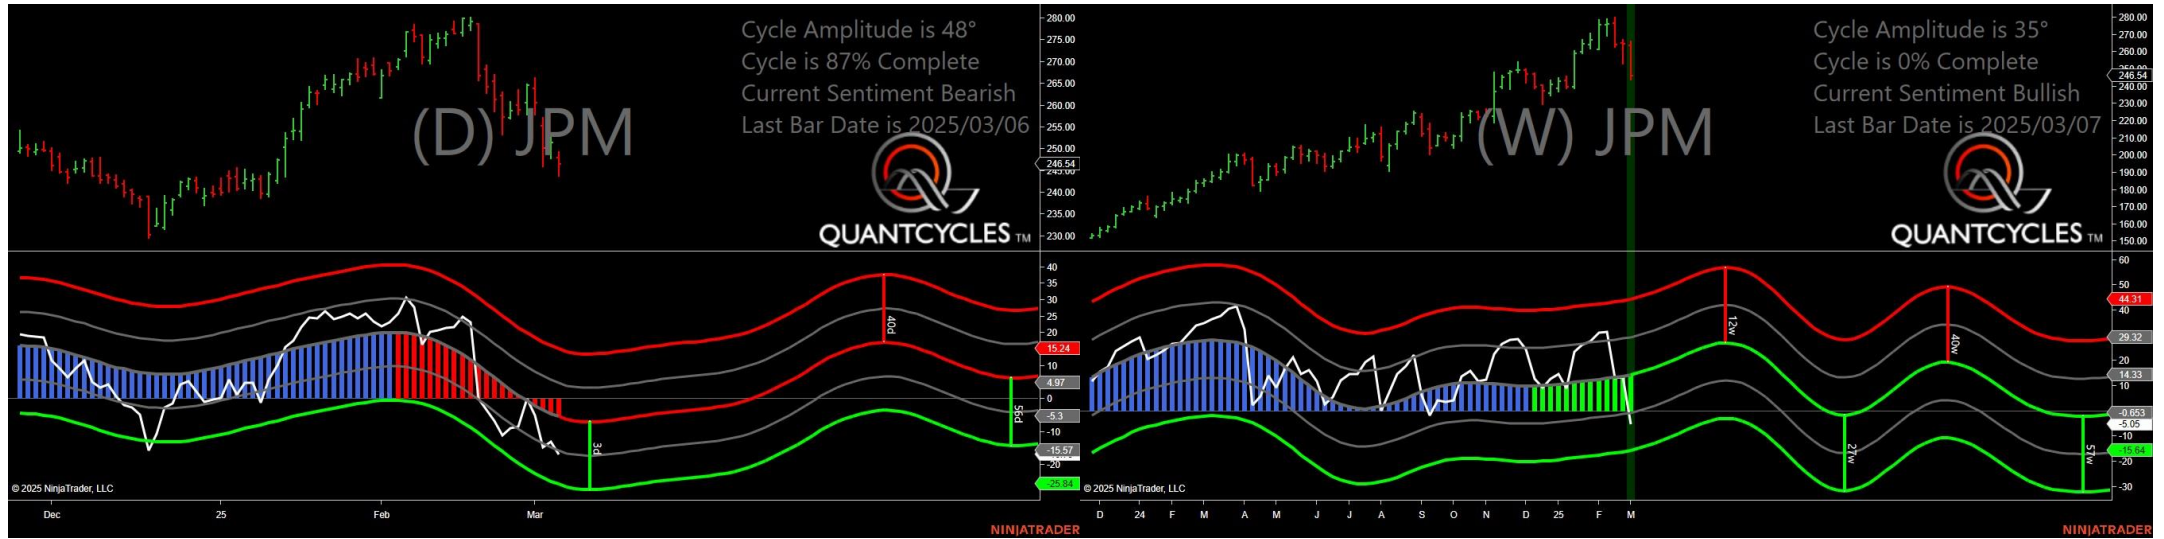 Cycle Amplitude is 48°
Cycle is 87% Complete
Current Sentiment Bearish
Last Bar Date is 2025/03/06
(D) JPM
QUANTCYCLES TM
280.00
275.00
270.00
265.00
260.00
255.00
250.00
246.54
245.00
240.00
235.00
230.00
40
35
30
25
20
15.24
10
4.97
0
-5.3
-10
-15.57
-20
-25.84
40d
3d
56d
© 2025 NinjaTrader, LLC
Dec
25
Feb
Mar
NINJATRADER
Cycle Amplitude is 35°
Cycle is 0% Complete
Current Sentiment Bullish
Last Bar Date is 2025/03/07
(W) JPM
QUANTCYCLES TM
280.00
270.00
260.00
246.54
240.00
230.00
220.00
210.00
200.00
190.00
180.00
170.00
160.00
150.00
60
50
44.31
40
29.32
20
14.33
10
-0.653
-5.05
-10
-15.64
-20
-30
12w
40w
27w
57w
© 2025 NinjaTrader, LLC
D 24 F M A M J J A S O N D 25 F M
NINJATRADER